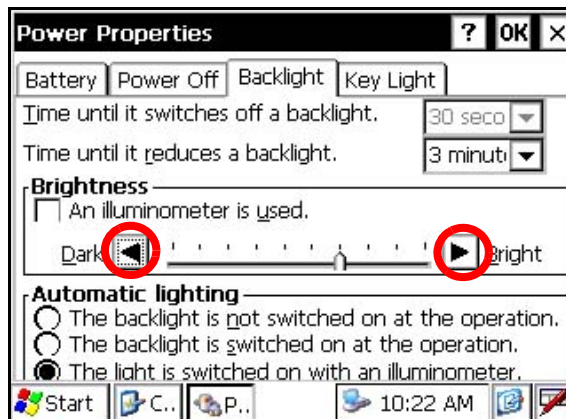 Power Properties ? OK ×
Battery Power Off Backlight Key Light
Time until it switches off a backlight. 30 seco
Time until it reduces a backlight. 3 minut
Brightness
An illuminometer is used.
Dark Bright
Automatic lighting
The backlight is not switched on at the operation.
The backlight is switched on at the operation.
The light is switched on with an illuminometer.
Start C.. P.. 10:22 AM